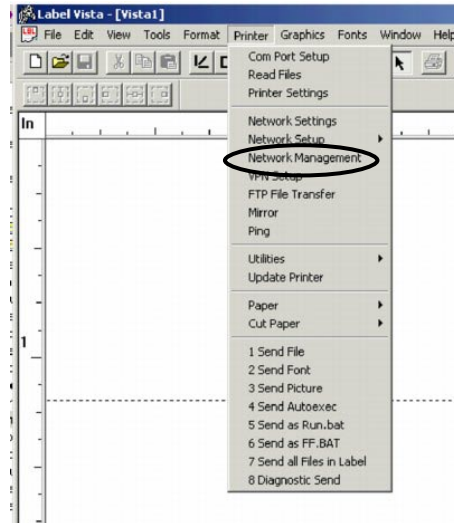 Label Vista - [Vista1]
File Edit View Tools Format Printer Graphics Fonts Window Help
Com Port Setup
Read Files
Printer Settings
In
Network Settings
Network Setup
Network Management
VPN Setup
FTP File Transfer
Mirror
Ping
Utilities
Update Printer
Paper
Cut Paper
1
1 Send File
2 Send Font
3 Send Picture
4 Send Autoexec
5 Send as Run.bat
6 Send as FF.BAT
7 Send all Files in Label
8 Diagnostic Send